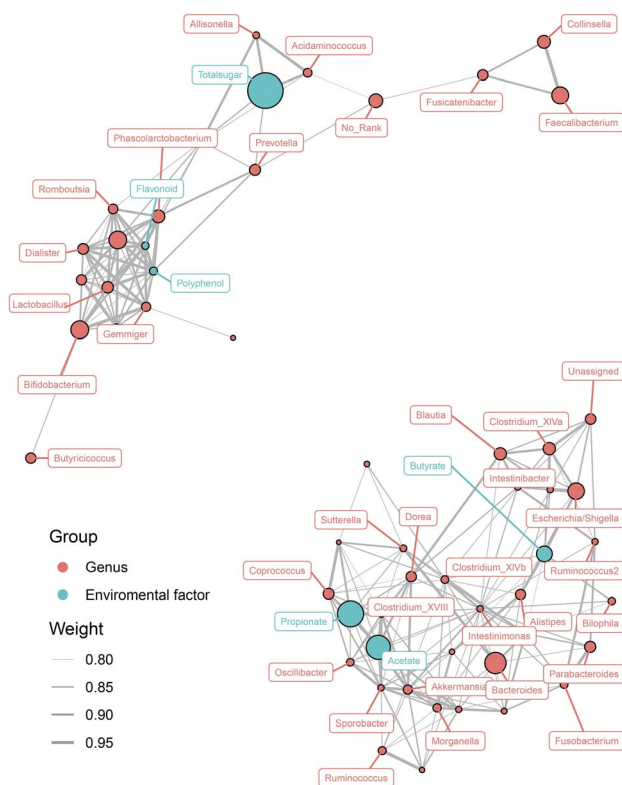 Allisonella
Collinsella
Acidaminococcus
Totalsugar
Fusicatenibacter
Faecalibacterium
No_Rank
Phascolarctobacterium
Prevotella
Romboutsia
Flavonoid
Dialister
Polyphenol
Lactobacillus
Gemmiger
Bifidobacterium
Butyricicoccus
Unassigned
Blautia
Clostridium_XIVa
Butyrate
Intestinibacter
Escherichia/Shigella
Sutterella
Dorea
Coprococcus
Clostridium_XIVb
Ruminococcus2
Clostridium_XVIII
Propionate
Intestinimonas
Alistipes
Bilophila
Acetate
Oscillibacter
Akkermansia
Bacteroides
Parabacteroides
Sporobacter
Morganella
Fusobacterium
Ruminococcus
Group
Genus
Enviromental factor
Weight
0.80
0.85
0.90
0.95